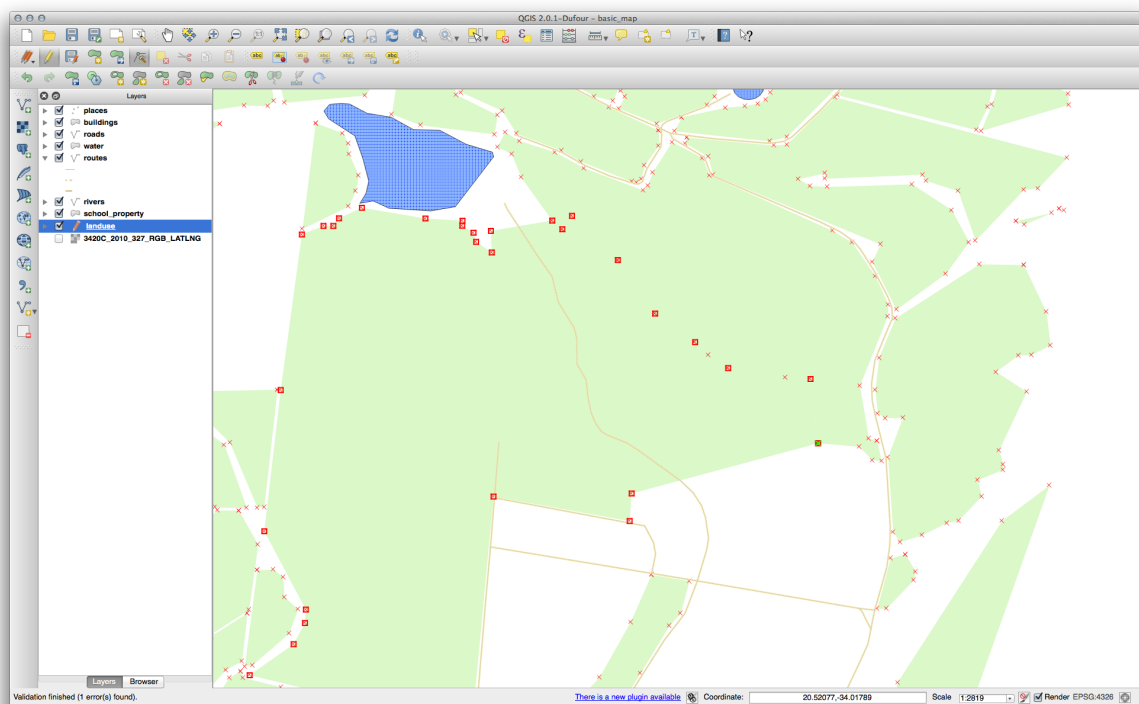 QGIS 2.0.1-Dufour - basic_map
Layers
places
buildings
roads
water
routes
rivers
school_property
landuse
3420C_2010_327_RGB_LATLNG
Layers Browser
Validation finished (1 error(s) found). There is a new plugin available Coordinate: 20.52077,-34.01789 Scale 1:2819 Render EPSG:4326